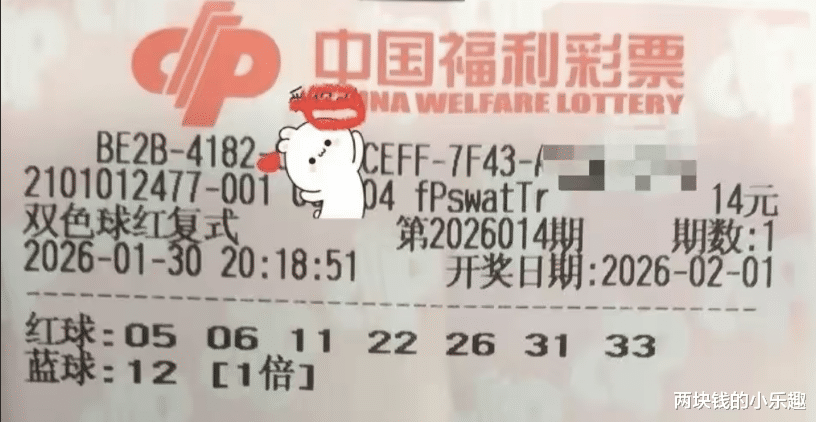 中国福利彩票
CHINA WELFARE LOTTERY
BE2B-4182- CEFF-7F43-
2101012477-001 04 fPswatTr 14元
双色球红复式 第2026014期 期数:1
2026-01-30 20:18:51 开奖日期:2026-02-01
红球:05 06 11 22 26 31 33
蓝球:12 [1倍]
两块钱的小乐趣